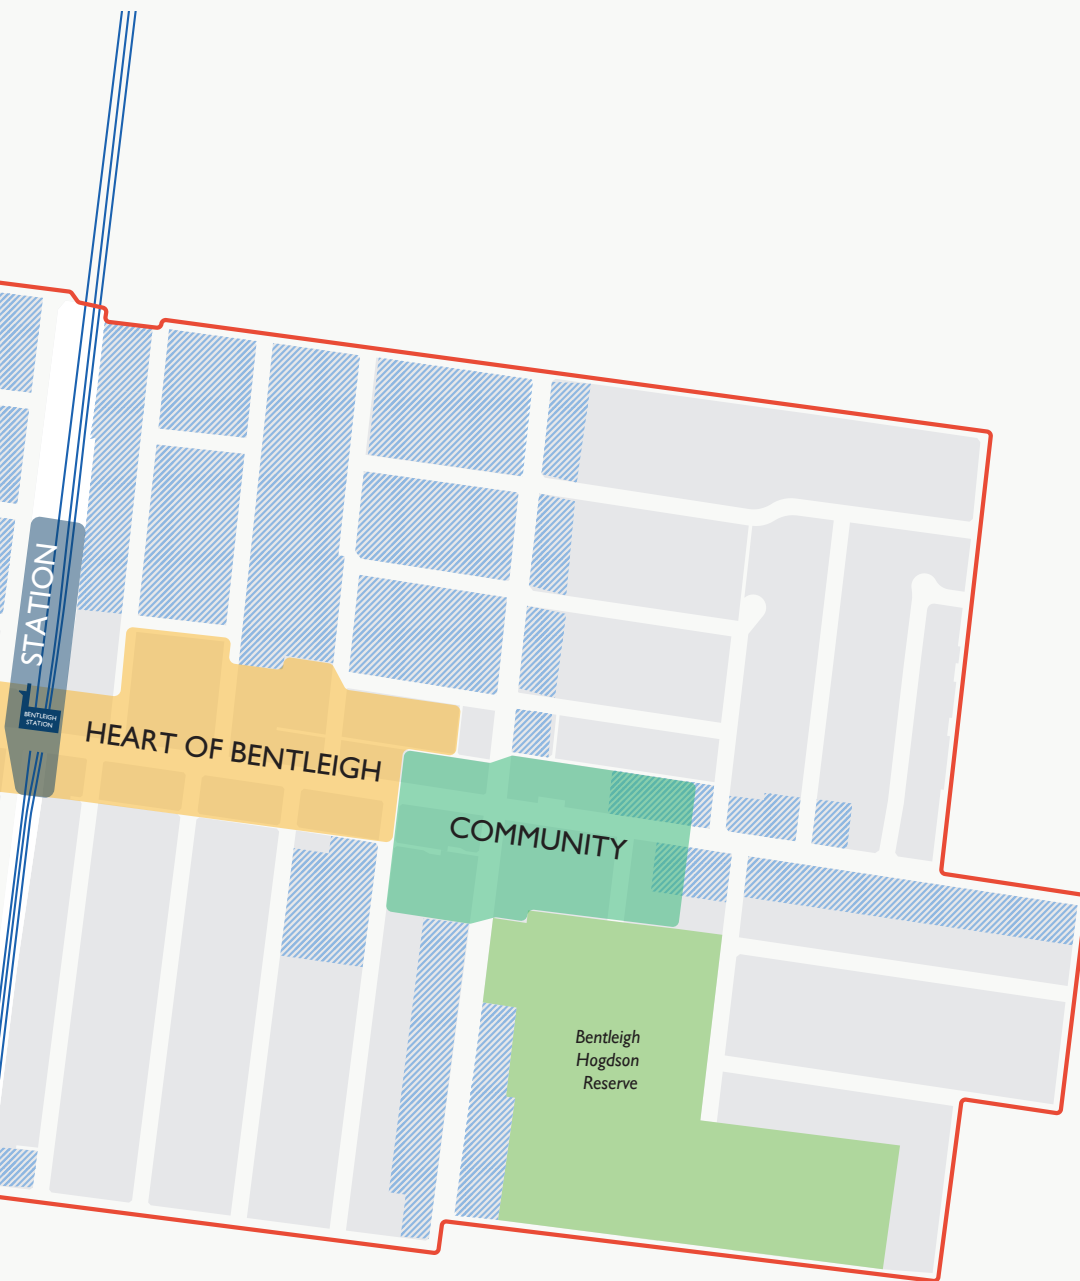 STATION
BENTLEIGH
STATION
HEART OF BENTLEIGH
COMMUNITY
Bentleigh
Hogdson
Reserve